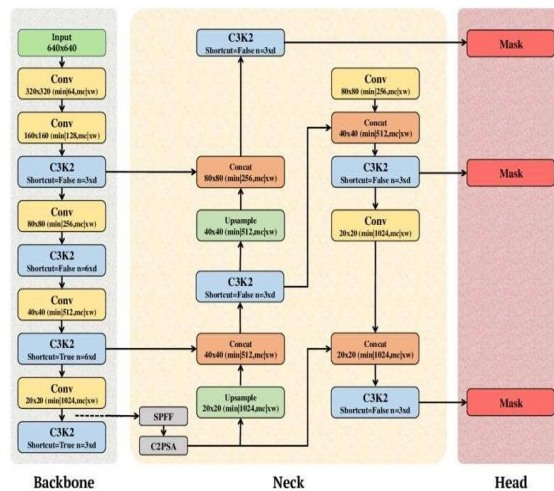 Input
640x640
Conv
320x320 (min|64,mc|xw)
Conv
160x160 (min|128,mc|xw)
C3K2
Shortcut=False n=3xd
Conv
80x80 (min|256,mc|xw)
C3K2
Shortcut=False n=6xd
Conv
40x40 (min|512,mc|xw)
C3K2
Shortcut=True n=6xd
Conv
20x20 (min|1024,mc|xw)
C3K2
Shortcut=True n=3xd
Backbone
C3K2
Shortcut=False n=3xd
Concat
80x80 (min|256,mc|xw)
Upsample
40x40 (min|512,mc|xw)
C3K2
Shortcut=False n=3xd
Concat
40x40 (min|512,mc|xw)
Upsample
20x20 (min|1024,mc|xw)
SPFF
C2PSA
Conv
80x80 (min|256,mc|xw)
Concat
40x40 (min|512,mc|xw)
C3K2
Shortcut=False n=3xd
Conv
20x20 (min|1024,mc|xw)
Concat
20x20 (min|1024,mc|xw)
C3K2
Shortcut=False n=3xd
Neck
Mask
Mask
Mask
Head